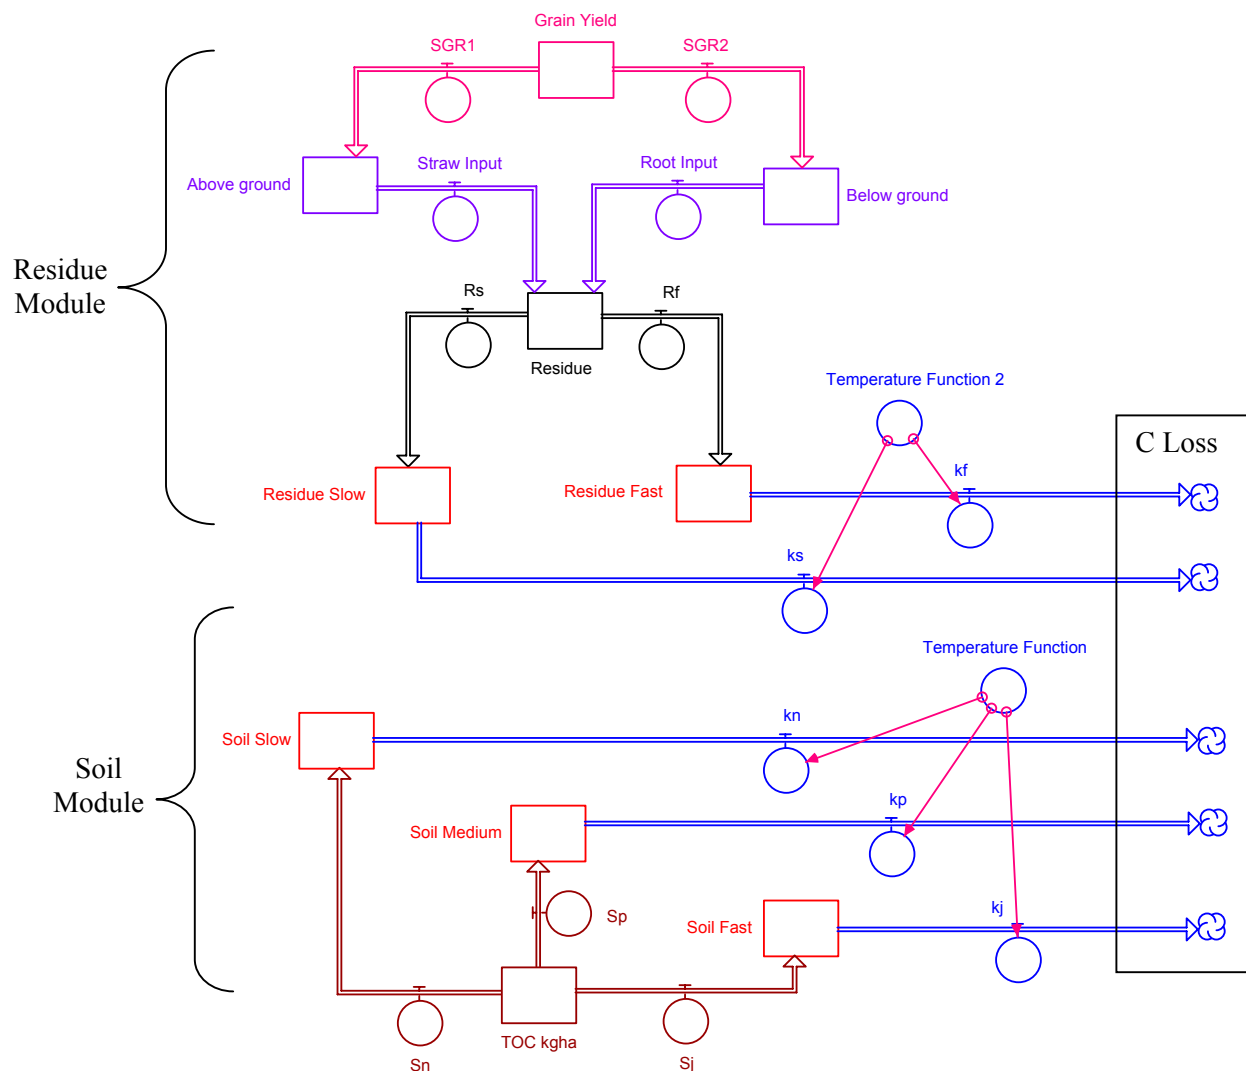 Grain Yield
SGR1
SGR2
Straw Input
Root Input
Above ground
Below ground
Residue
Module
Rs
Rf
Residue
Temperature Function 2
C Loss
kf
Residue Slow
Residue Fast
ks
Temperature Function
kn
Soil Slow
Soil
Module
kp
Soil Medium
kj
Sp
Soil Fast
TOC kgha
Sn
Sj